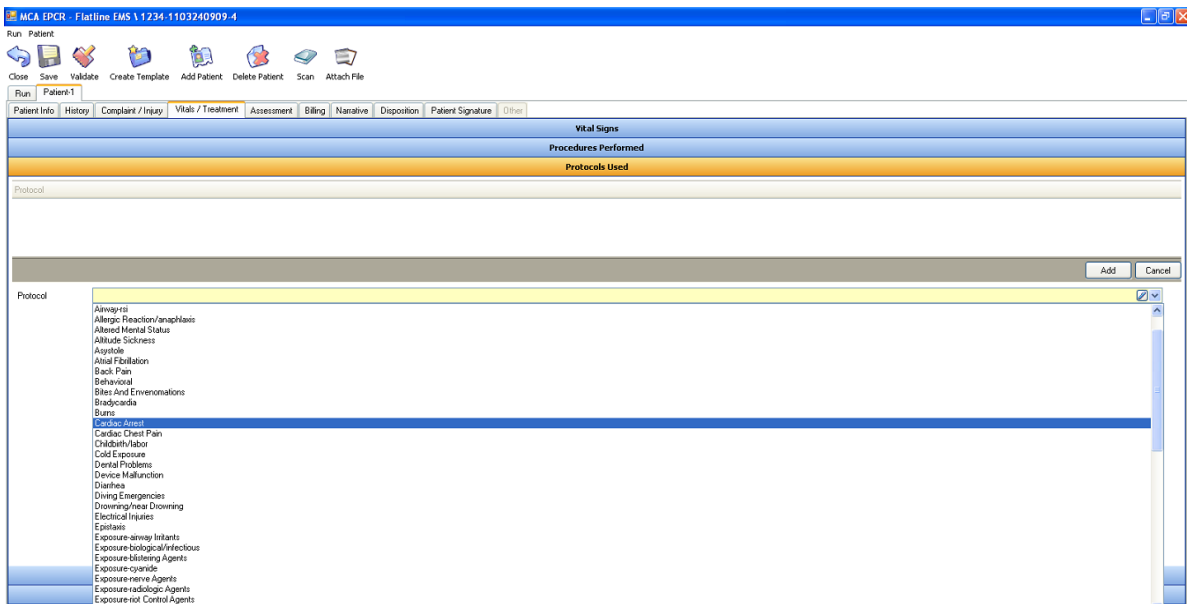 MCA EPCR - Flatline EMS \ 1234-1103240909-4
Run Patient
Close Save Validate Create Template Add Patient Delete Patient Scan Attach File
Run Patient-1
Patient Info History Complaint / Injury Vitals / Treatment Assessment Billing Narrative Disposition Patient Signature Other
Vital Signs
Procedures Performed
Protocols Used
Protocol
Add Cancel
Protocol
Airway-rsi
Allergic Reaction/anaphlaxis
Altered Mental Status
Altitude Sickness
Asystole
Atrial Fibrillation
Back Pain
Behavioral
Bites And Envenomations
Bradycardia
Burns
Cardiac Arrest
Cardiac Chest Pain
Childbirth/labor
Cold Exposure
Dental Problems
Device Malfunction
Diarrhea
Diving Emergencies
Drowning/near Drowning
Electrical Injuries
Epistaxis
Exposure-airway Irritants
Exposure-biological/infectious
Exposure-blistering Agents
Exposure-cyanide
Exposure-nerve Agents
Exposure-radiologic Agents
Exposure-riot Control Agents